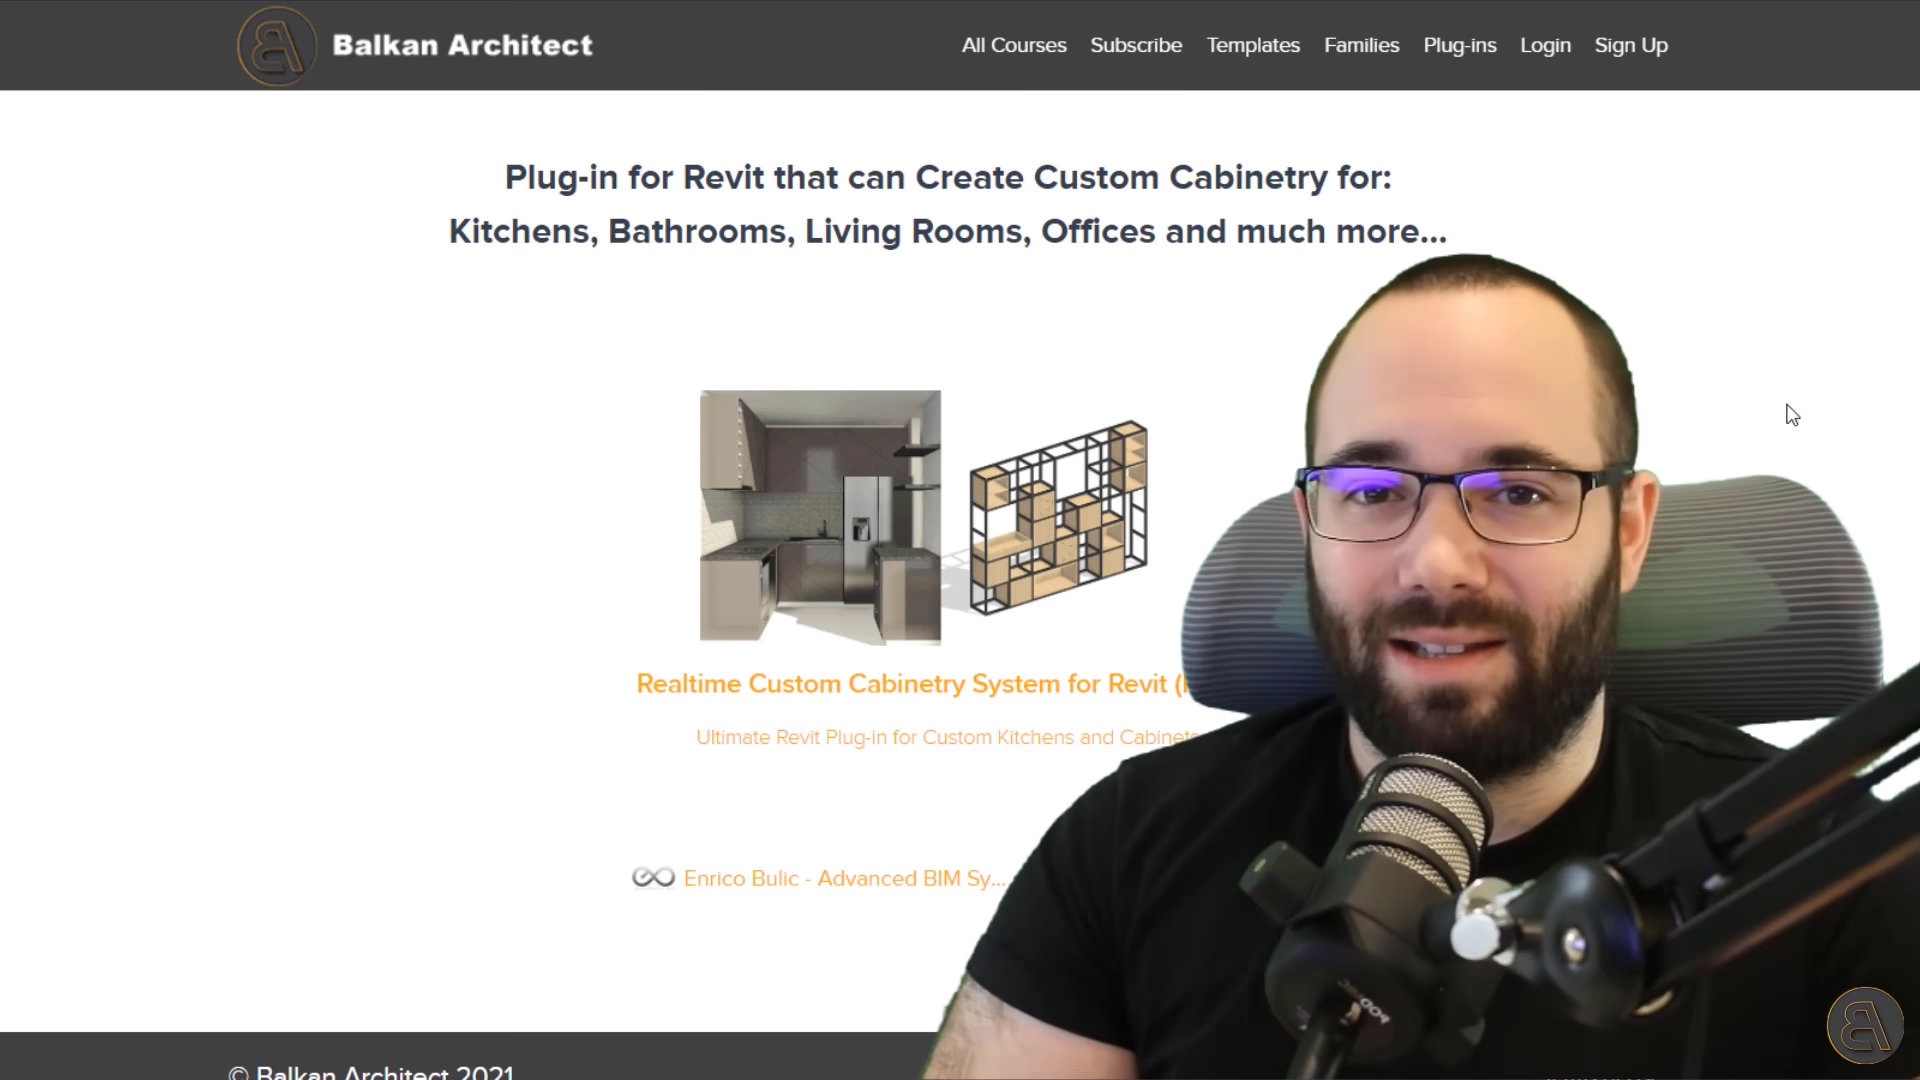 Balkan Architect
All Courses Subscribe Templates Families Plug-ins Login Sign Up
Plug-in for Revit that can Create Custom Cabinetry for:
Kitchens, Bathrooms, Living Rooms, Offices and much more...
Realtime Custom Cabinetry System for Revit (
Ultimate Revit Plug-in for Custom Kitchens and Cabinets
Enrico Bulic - Advanced BIM Sy...
© Balkan Architect 2021